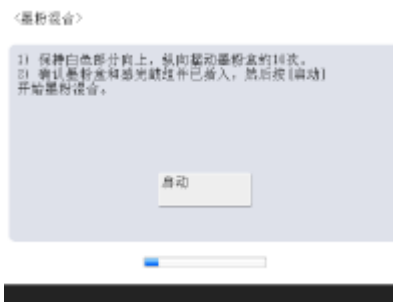 <墨粉混合>
1) 保持白色部分向上，纵向摇动墨粉盒约10次。
2) 确认墨粉盒和感光鼓组件已插入，然后按[启动]
开始墨粉混合。
启动